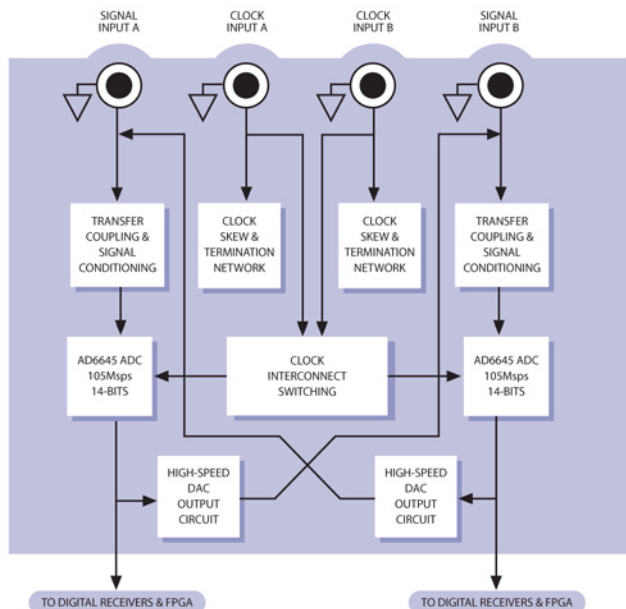 SIGNAL
INPUT A
CLOCK
INPUT A
CLOCK
INPUT B
SIGNAL
INPUT B
TRANSFER
COUPLING &
SIGNAL
CONDITIONING
CLOCK
SKEW &
TERMINATION
NETWORK
CLOCK
SKEW &
TERMINATION
NETWORK
TRANSFER
COUPLING &
SIGNAL
CONDITIONING
AD6645 ADC
105Msps
14-BITS
CLOCK
INTERCONNECT
SWITCHING
AD6645 ADC
105Msps
14-BITS
HIGH-SPEED
DAC
OUTPUT
CIRCUIT
HIGH-SPEED
DAC
OUTPUT
CIRCUIT
TO DIGITAL RECEIVERS & FPGA
TO DIGITAL RECEIVERS & FPGA